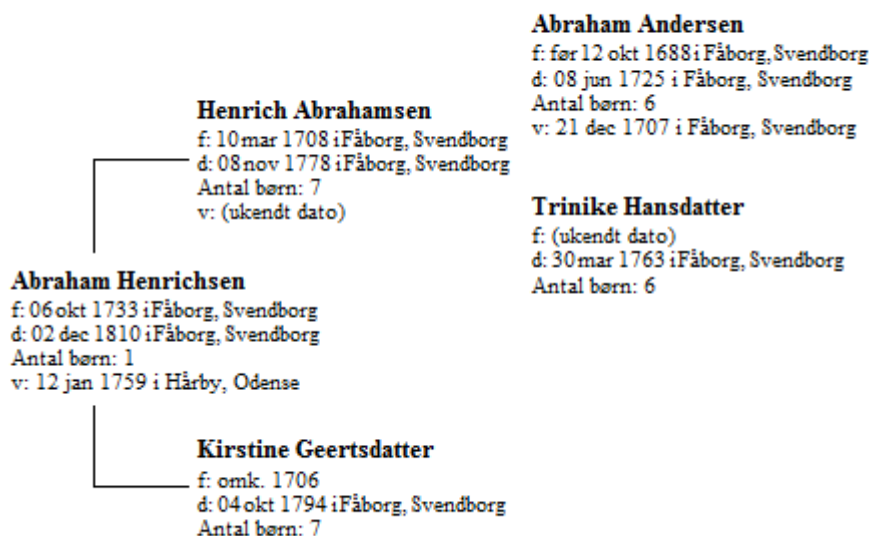 Abraham Andersen
f: før 12 okt 1688 i Fåborg, Svendborg
d: 08 jun 1725 i Fåborg, Svendborg
Antal børn: 6
v: 21 dec 1707 i Fåborg, Svendborg
Henrich Abrahamsen
f: 10 mar 1708 i Fåborg, Svendborg
d: 08 nov 1778 i Fåborg, Svendborg
Antal børn: 7
v: (ukendt dato)
Trinike Hansdatter
f: (ukendt dato)
d: 30 mar 1763 i Fåborg, Svendborg
Antal børn: 6
Abraham Henrichsen
f: 06 okt 1733 i Fåborg, Svendborg
d: 02 dec 1810 i Fåborg, Svendborg
Antal børn: 1
v: 12 jan 1759 i Hårby, Odense
Kirstine Geertsdatter
f: omk. 1706
d: 04 okt 1794 i Fåborg, Svendborg
Antal børn: 7